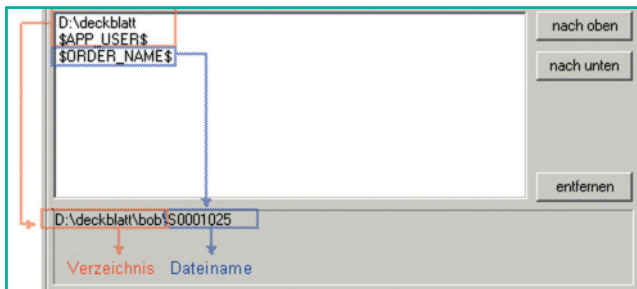 D:\deckblatt
$APP_USER$
$ORDER_NAME$
nach oben
nach unten
entfernen
D:\deckblatt\bob\S0001025
Verzeichnis Dateiname